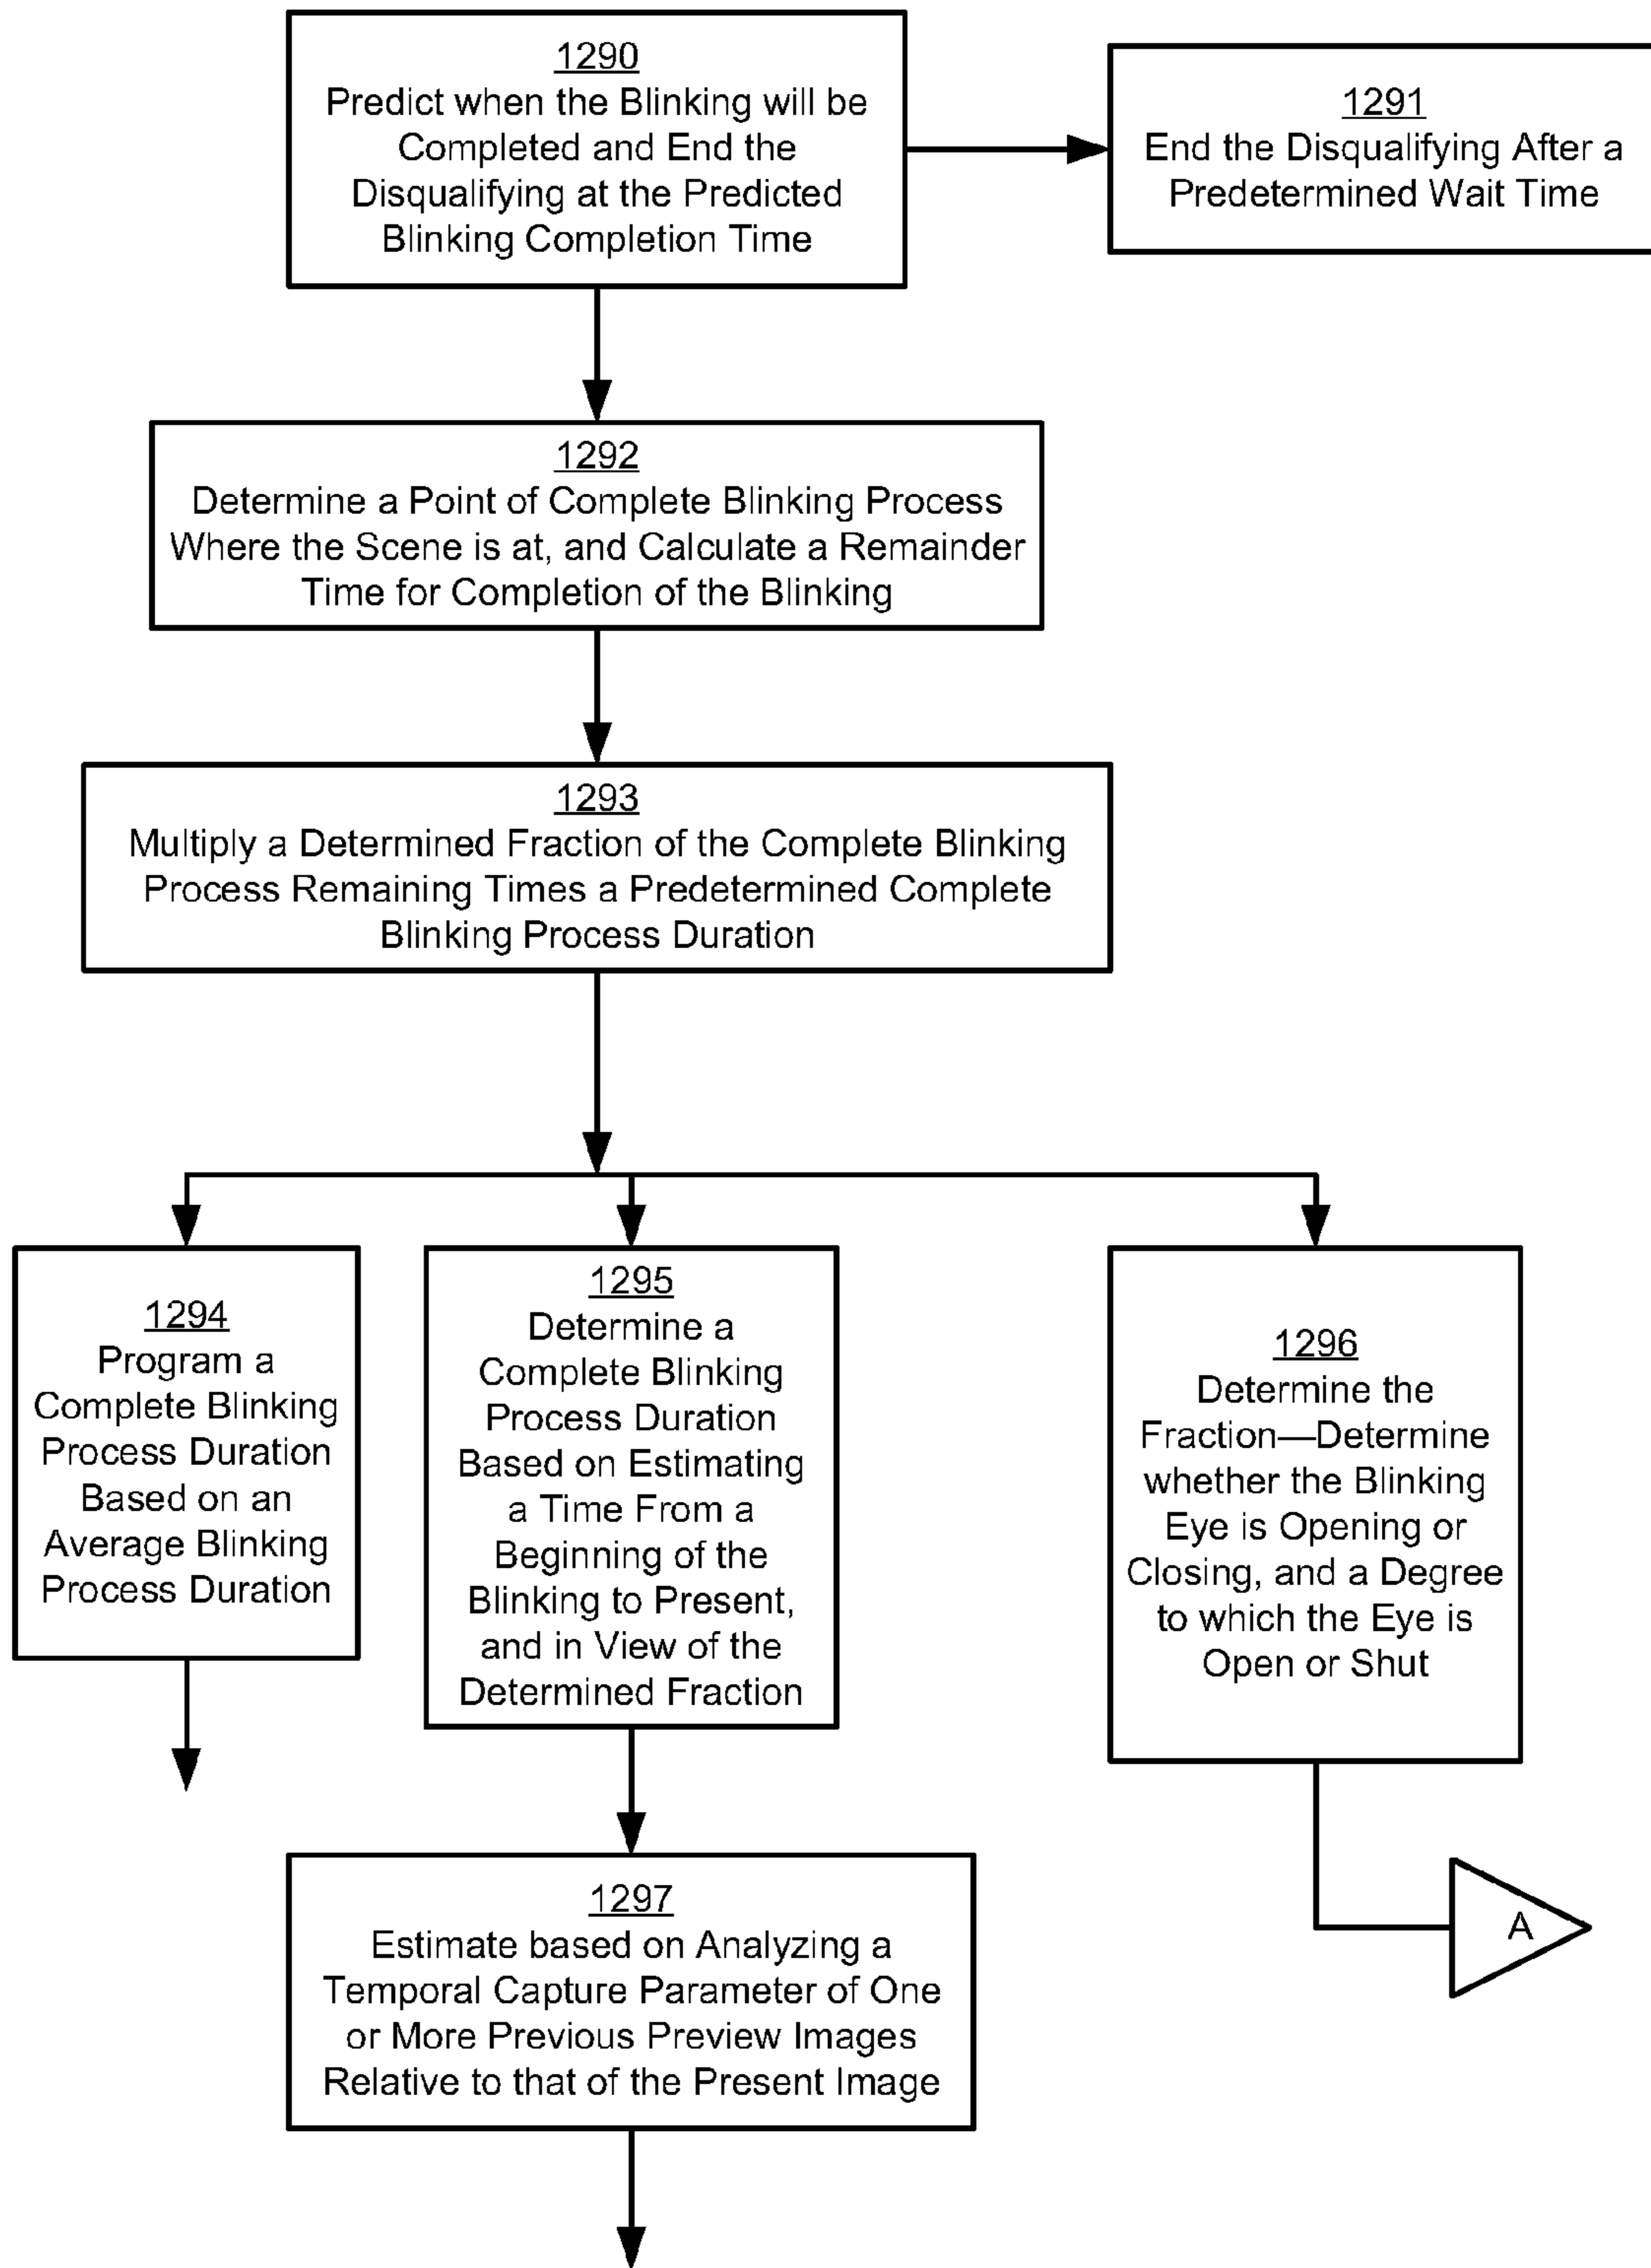 1290
Predict when the Blinking will be
Completed and End the
Disqualifying at the Predicted
Blinking Completion Time
1291
End the Disqualifying After a
Predetermined Wait Time
1292
Determine a Point of Complete Blinking Process
Where the Scene is at, and Calculate a Remainder
Time for Completion of the Blinking
1293
Multiply a Determined Fraction of the Complete Blinking
Process Remaining Times a Predetermined Complete
Blinking Process Duration
1294
Program a
Complete Blinking
Process Duration
Based on an
Average Blinking
Process Duration
1295
Determine a
Complete Blinking
Process Duration
Based on Estimating
a Time From a
Beginning of the
Blinking to Present,
and in View of the
Determined Fraction
1296
Determine the
Fraction—Determine
whether the Blinking
Eye is Opening or
Closing, and a Degree
to which the Eye is
Open or Shut
1297
Estimate based on Analyzing a
Temporal Capture Parameter of One
or More Previous Preview Images
Relative to that of the Present Image
A